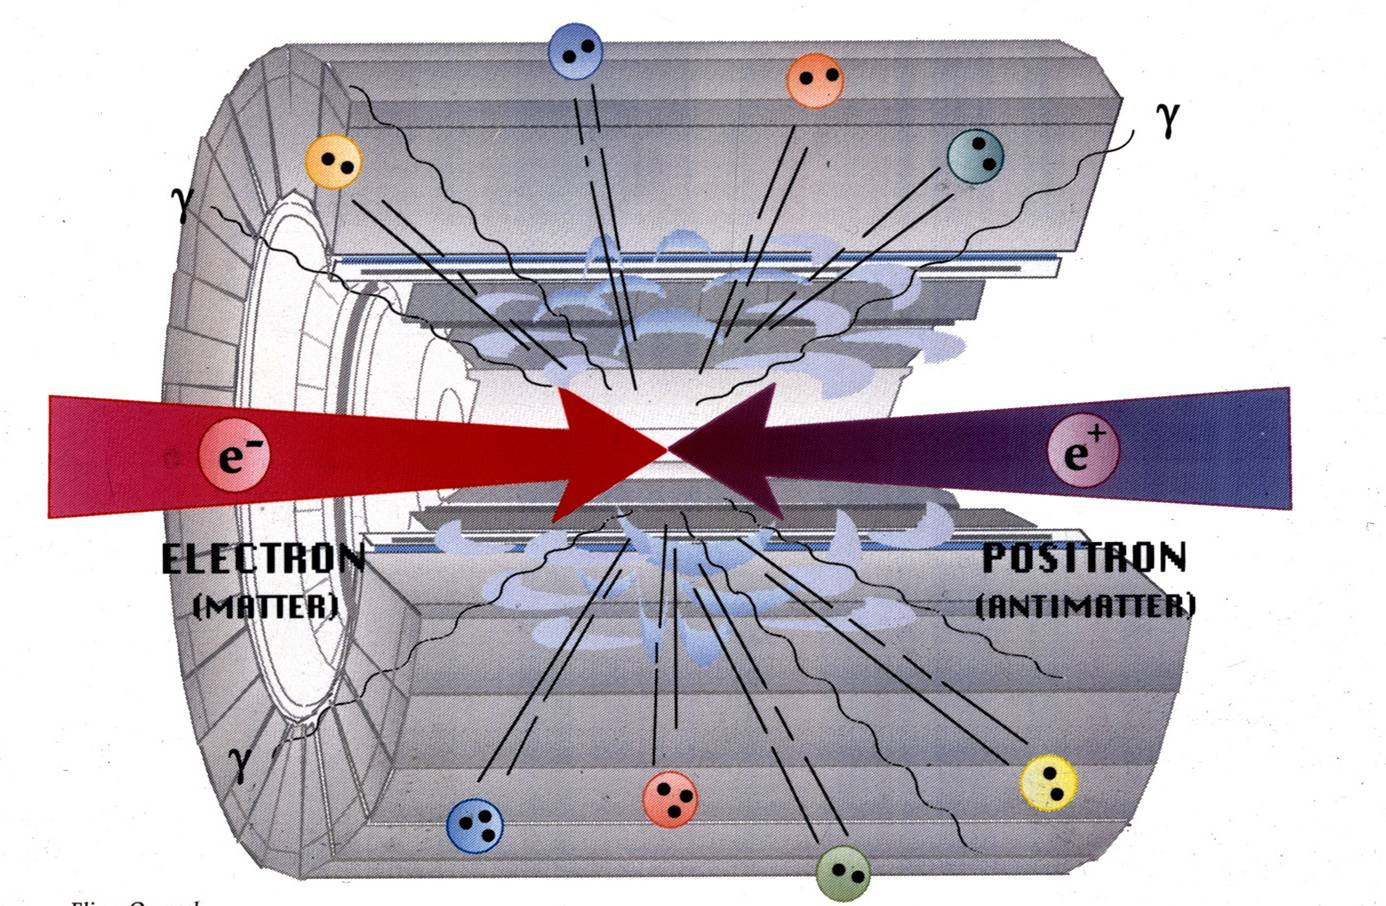 γ
γ
e⁻
e⁺
ELECTRON
(MATTER)
POSITRON
(ANTIMATTER)
γ